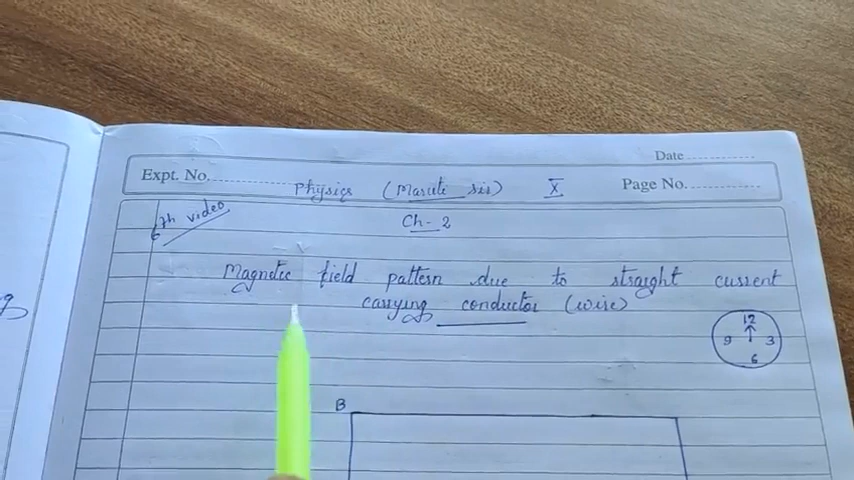 Date
Expt. No. Physics (Maruti sir) X Page No.
6th video
Ch- 2
Magnetic field pattern due to straight current
carrying conductor (wire)
12
9 3
6
B